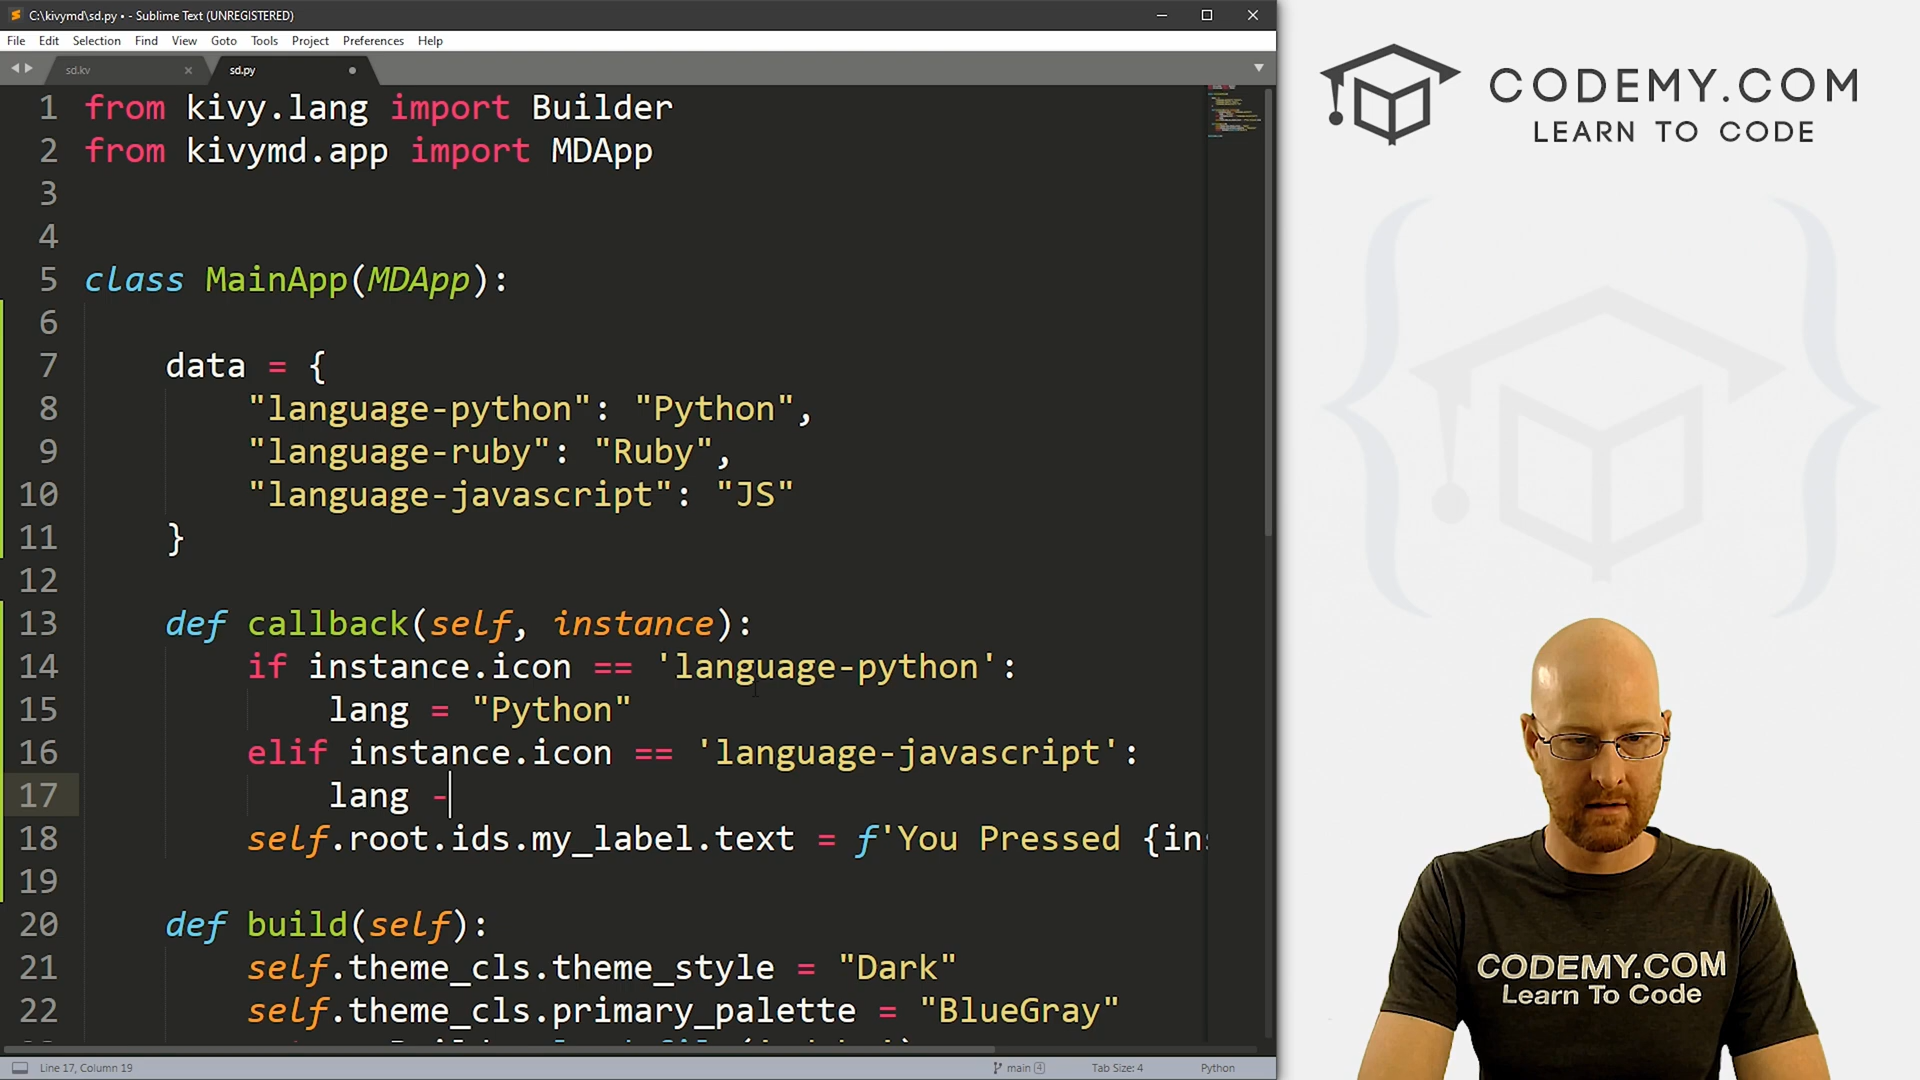 C:\kivymd\sd.py • - Sublime Text (UNREGISTERED)
File Edit Selection Find View Goto Tools Project Preferences Help
sd.kv
sd.py
1 from kivy.lang import Builder
2 from kivymd.app import MDApp
3
4
5 class MainApp(MDApp):
6
7 data = {
8 "language-python": "Python",
9 "language-ruby": "Ruby",
10 "language-javascript": "JS"
11 }
12
13 def callback(self, instance):
14 if instance.icon == 'language-python':
15 lang = "Python"
16 elif instance.icon == 'language-javascript':
17 lang -
18 self.root.ids.my_label.text = f'You Pressed {ins
19
20 def build(self):
21 self.theme_cls.theme_style = "Dark"
22 self.theme_cls.primary_palette = "BlueGray"
Line 17, Column 19
main 4
Tab Size: 4
Python
CODEMY.COM
LEARN TO CODE
CODEMY.COM
Learn To Code